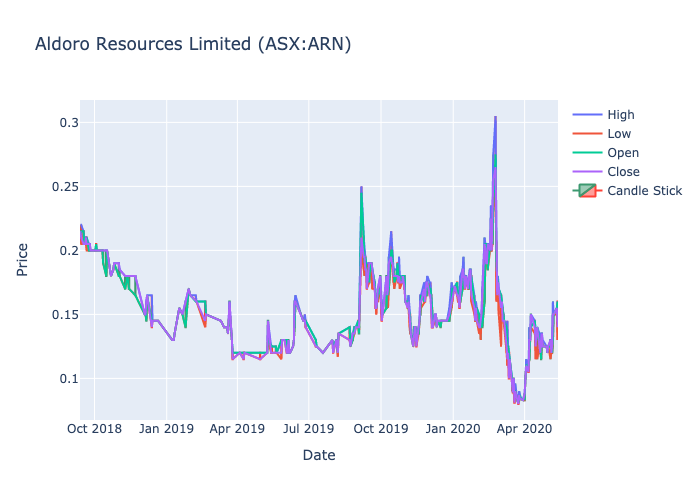 Aldoro Resources Limited (ASX:ARN)
0.3
0.25
0.2
0.15
0.1
Price
Oct 2018
Jan 2019
Apr 2019
Jul 2019
Oct 2019
Jan 2020
Apr 2020
Date
High
Low
Open
Close
Candle Stick